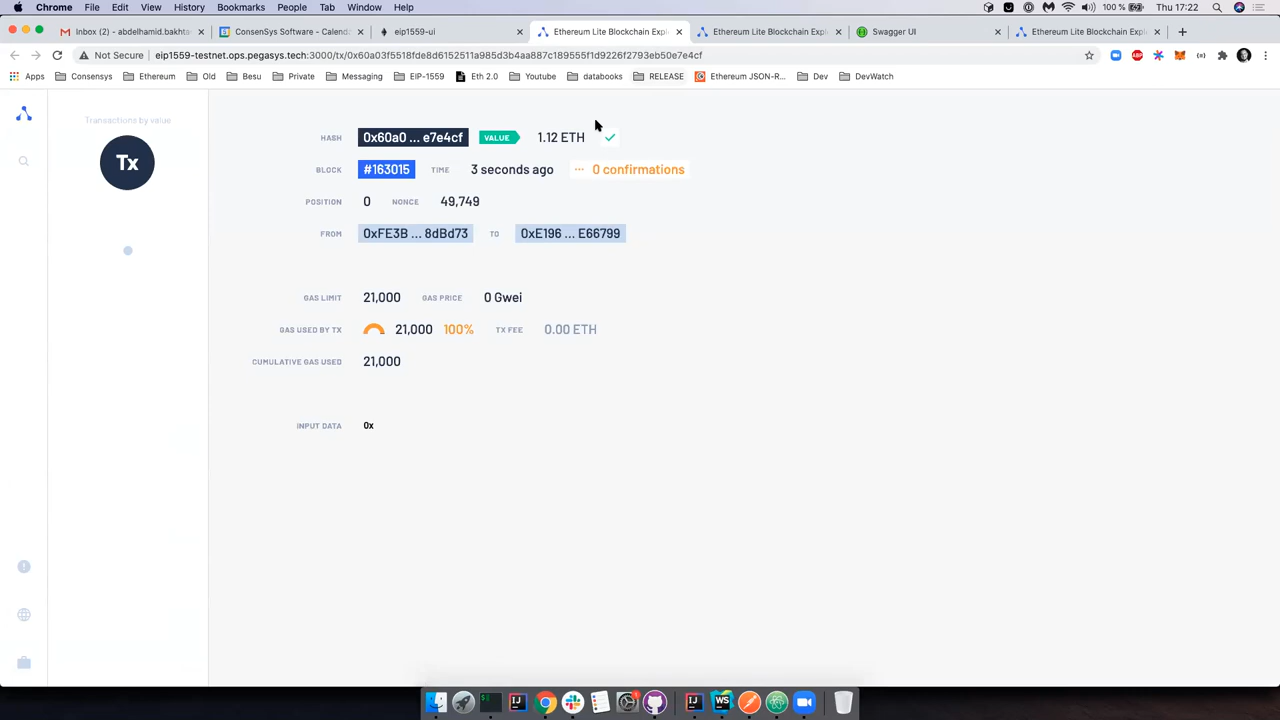 Chrome File Edit View History Bookmarks People Tab Window Help 100 % Thu 17:22
Inbox (9) - abdelhamid.bakhta ConsenSys Software - Calend eip1559-ui Ethereum Lite Blockchain Expl Ethereum Lite Blockchain Expl Swagger UI Ethereum Lite Blockchain Expl
Not Secure eip1559-testnet.ops.pegasys.tech:3000/tx/0x60a03f5518fde8d6152511a985d3b4aa887c189555f1d9226f2793eb50e7e4cf
Apps Consensys Ethereum Old Besu Private Messaging EIP-1559 Eth 2.0 Youtube databooks RELEASE Ethereum JSON-R... Dev DevWatch
Transactions by value
Tx
HASH 0x60a0 ... e7e4cf VALUE 1.12 ETH
BLOCK #163015 TIME 3 seconds ago 0 confirmations
POSITION 0 NONCE 49,749
FROM 0xFE3B ... 8dBd73 TO 0xE196 ... E66799
GAS LIMIT 21,000 GAS PRICE 0 Gwei
GAS USED BY TX 21,000 100% TX FEE 0.00 ETH
CUMULATIVE GAS USED 21,000
INPUT DATA 0x